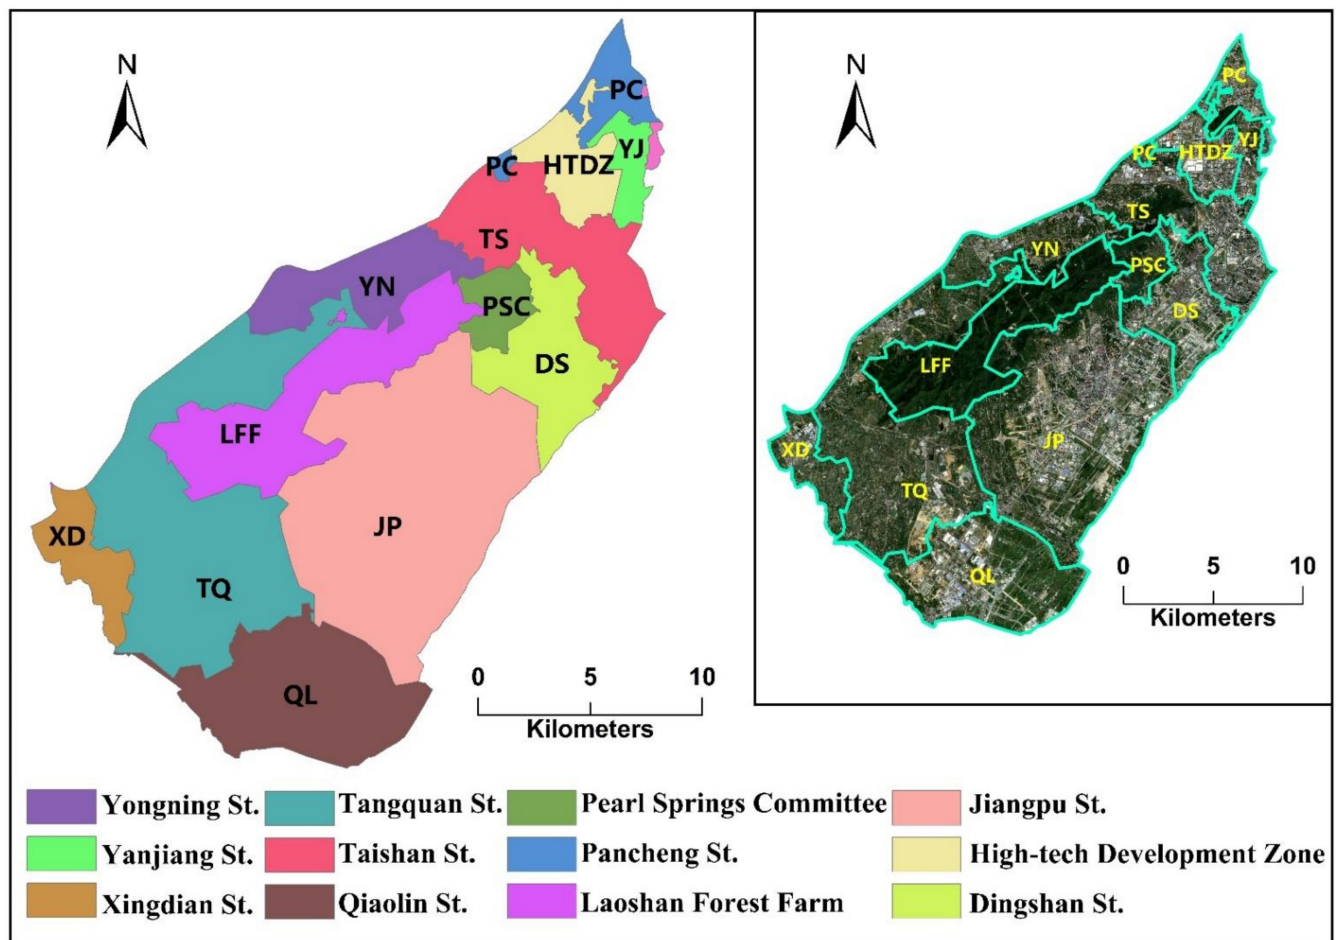 N
PC
YJ
HTDZ
PC
TS
YN
PSC
DS
LFF
JP
XD
TQ
QL
0 5 10
Kilometers
N
PC
YJ
HTDZ
PC
TS
YN
PSC
DS
LFF
JP
XD
TQ
QL
0 5 10
Kilometers
Yongning St. Tangquan St. Pearl Springs Committee Jiangpu St.
Yanjiang St. Taishan St. Pancheng St. High-tech Development Zone
Xingdian St. Qiaolin St. Laoshan Forest Farm Dingshan St.